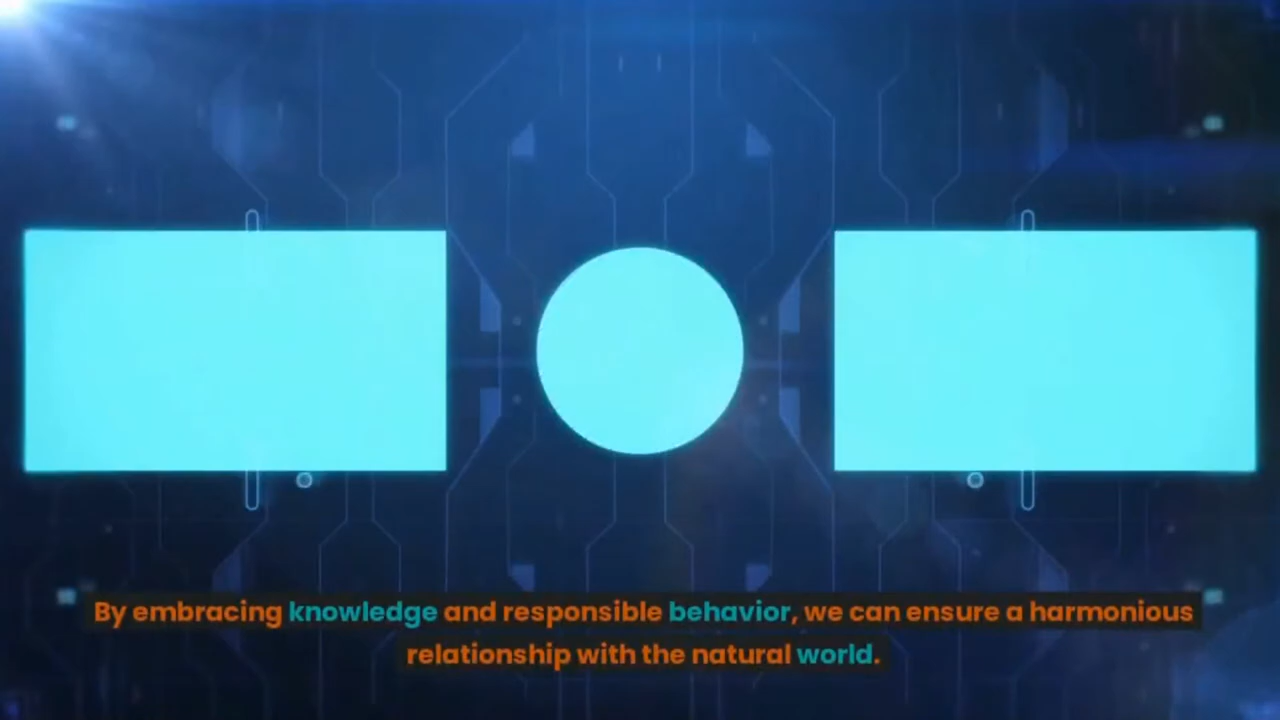 By embracing knowledge and responsible behavior, we can ensure a harmonious
relationship with the natural world.